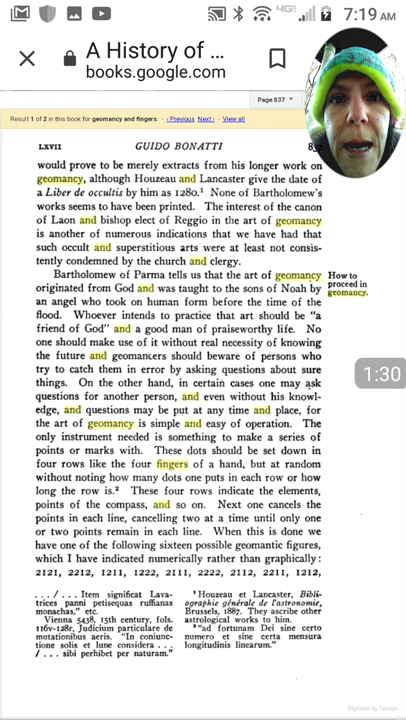 4G
7:19 AM
A History of ...
books.google.com
Page 837
Result 1 of 2 in this book for geomancy and fingers - ‹ Previous Next › - View all
LXVII GUIDO BONATTI
would prove to be merely extracts from his longer work on
geomancy, although Houzeau and Lancaster give the date of
a Liber de occultis by him as 1280.¹ None of Bartholomew's
works seems to have been printed. The interest of the canon
of Laon and bishop elect of Reggio in the art of geomancy
is another of numerous indications that we have had that
such occult and superstitious arts were at least not consis-
tently condemned by the church and clergy.
Bartholomew of Parma tells us that the art of geomancy
originated from God and was taught to the sons of Noah by
an angel who took on human form before the time of the
flood. Whoever intends to practice that art should be "a
friend of God" and a good man of praiseworthy life. No
one should make use of it without real necessity of knowing
the future and geomancers should beware of persons who
try to catch them in error by asking questions about sure
things. On the other hand, in certain cases one may ask
questions for another person, and even without his knowl-
edge, and questions may be put at any time and place, for
the art of geomancy is simple and easy of operation. The
only instrument needed is something to make a series of
points or marks with. These dots should be set down in
four rows like the four fingers of a hand, but at random
without noting how many dots one puts in each row or how
long the row is.² These four rows indicate the elements,
points of the compass, and so on. Next one cancels the
points in each line, cancelling two at a time until only one
or two points remain in each line. When this is done we
have one of the following sixteen possible geomantic figures,
which I have indicated numerically rather than graphically:
2121, 2212, 1211, 1222, 2111, 2222, 2112, 2211, 1212,
How to
proceed in
geomancy.
1:30
. . . / . . . Item significat Lava-
trices panni petisequas ruffianas
monachas," etc.
Vienna 5438, 15th century, fols.
116v-128r, Judicium particulare de
mutationibus aeris. "In coniunc-
tione solis et lune considera . . .
/ . . . sibi perhibet per naturam."
¹ Houzeau et Lancaster, Bibli-
ographie générale de l'astronomie,
Brussels, 1887. They ascribe other
astrological works to him.
² "ad fortunam Dei sine certo
numero et sine certa mensura
longitudinis linearum."
Digitized by Google